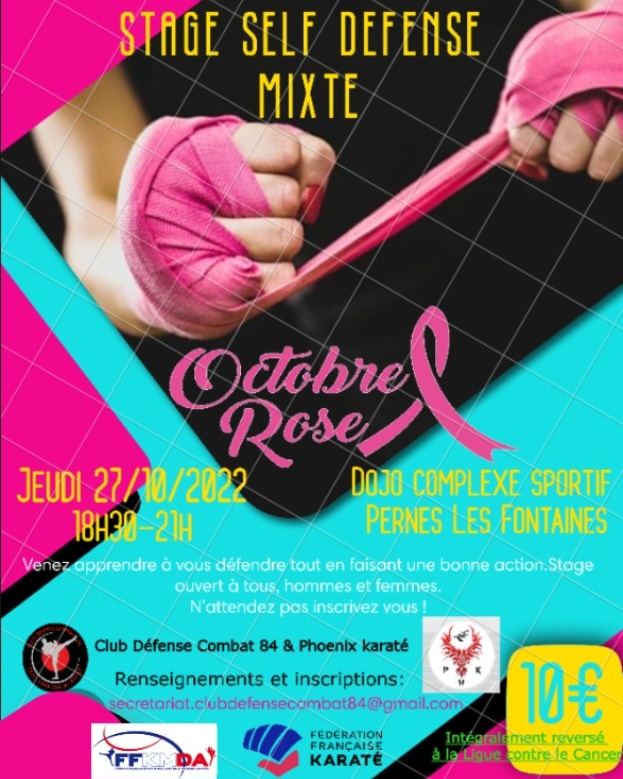 STAGE SELF DEFENSE
MIXTE
Octobre
Rose
JEUDI 27/10/2022
18H30-21H
DOJO COMPLEXE SPORTIF
PERNES LES FONTAINES
Venez apprendre à vous défendre tout en faisant une bonne action.Stage
ouvert à tous, hommes et femmes.
N'attendez pas inscrivez vous !
Club Défense Combat 84 & Phoenix karaté
P K
H
Renseignements et inscriptions:
secretariat.clubdefensecombat84@gmail.com
10€
Intégralement reversé
à la Ligue contre le Cancer
FFKMDA
FÉDÉRATION
FRANÇAISE
KARATÉ